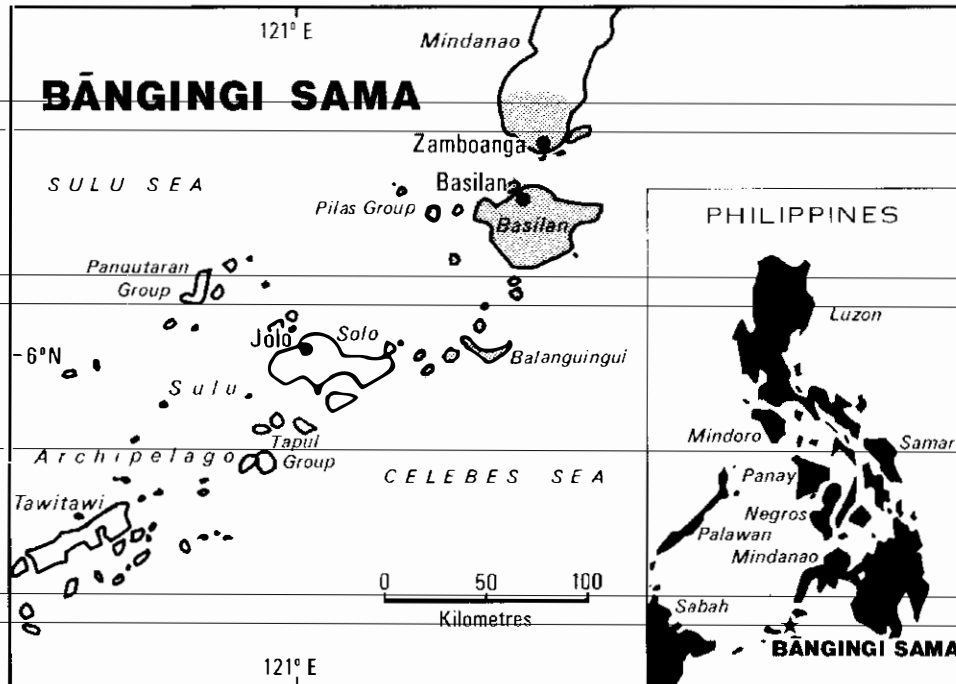 121° E
Mindanao
BĀNGINGI SAMA
Zamboanga
SULU SEA
Basilan
Pilas Group
Basilan
PHILIPPINES
Pangutaran
Group
Luzon
Jolo
Solo
6°N
Balanguingui
Sulu
Archipelago
Tapul
Group
Mindoro
Samar
CELEBES SEA
Panay
Tawitawi
Negros
Palawan
Mindanao
0 50 100
Kilometres
Sabah
BĀNGINGI SAMA
121° E